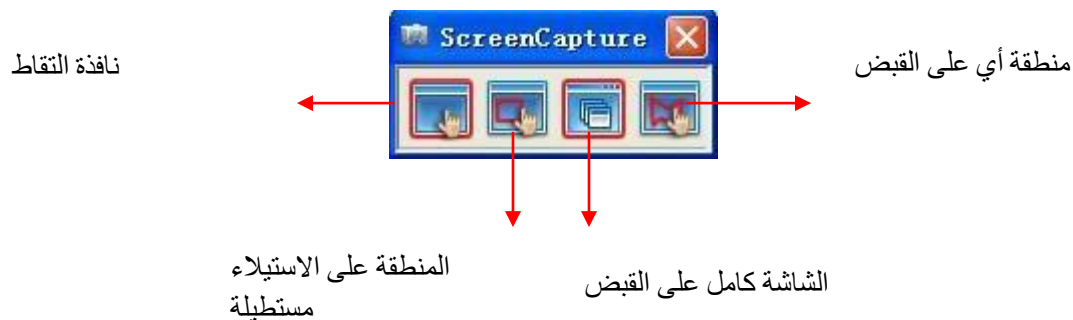 ScreenCapture
منطقة أي على القبض
نافذة التقاط
المنطقة على الاستيلاء
مستطيلة
الشاشة كامل على القبض